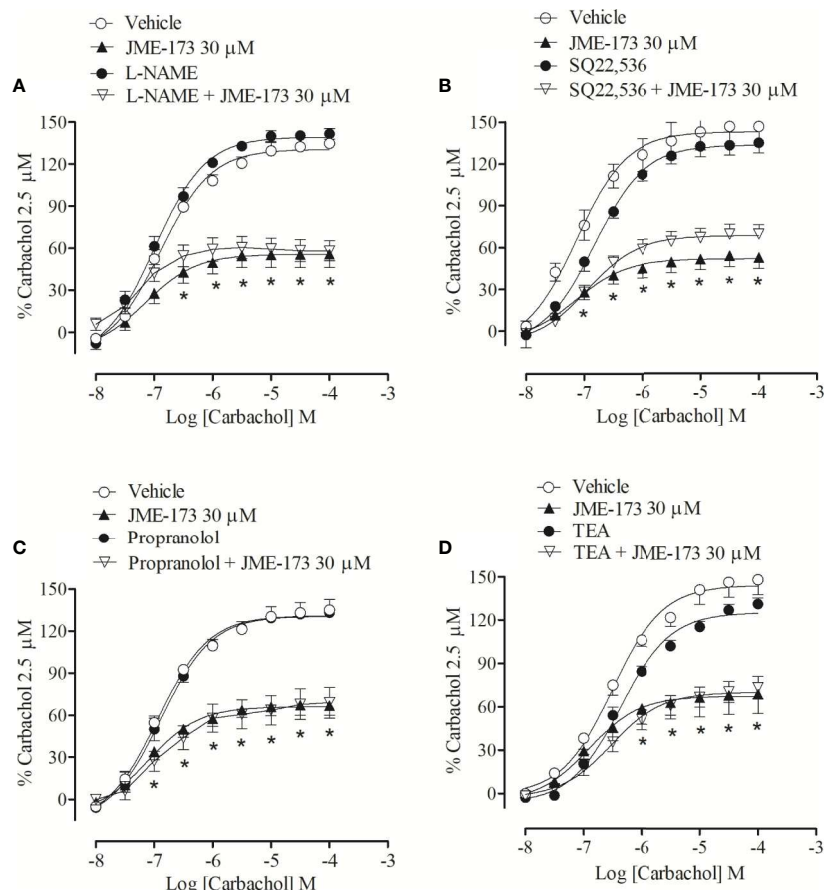 Vehicle
JME-173 30 μM
L-NAME
L-NAME + JME-173 30 μM
A
% Carbachol 2.5 μM
150
120
90
60
30
0
* * * * * *
-8 -7 -6 -5 -4 -3
Log [Carbachol] M
Vehicle
JME-173 30 μM
SQ22,536
SQ22,536 + JME-173 30 μM
B
% Carbachol 2.5 μM
150
120
90
60
30
0
* * * * * * *
-8 -7 -6 -5 -4 -3
Log [Carbachol] M
Vehicle
JME-173 30 μM
Propranolol
Propranolol + JME-173 30 μM
C
% Carbachol 2.5 μM
150
120
90
60
30
0
* * * * * * *
-8 -7 -6 -5 -4 -3
Log [Carbachol] M
Vehicle
JME-173 30 μM
TEA
TEA + JME-173 30 μM
D
% Carbachol 2.5 μM
150
120
90
60
30
0
* * * * *
-8 -7 -6 -5 -4 -3
Log [Carbachol] M